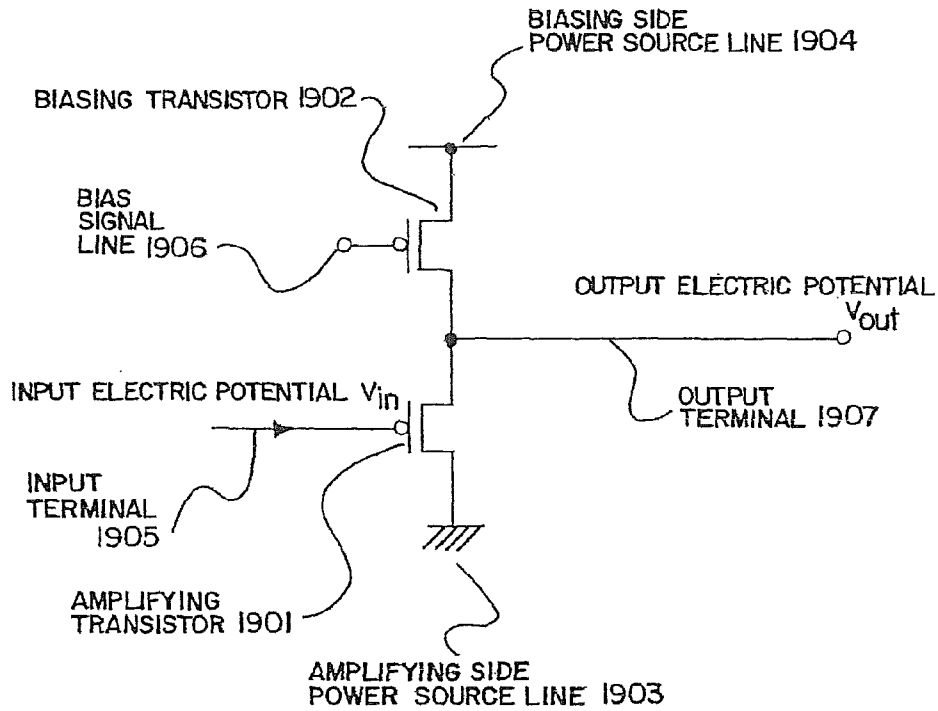 BIASING SIDE
POWER SOURCE LINE 1904
BIASING TRANSISTOR 1902
BIAS
SIGNAL
LINE 1906
OUTPUT ELECTRIC POTENTIAL
Vout
INPUT ELECTRIC POTENTIAL Vin
OUTPUT
TERMINAL 1907
INPUT
TERMINAL
1905
AMPLIFYING
TRANSISTOR 1901
AMPLIFYING SIDE
POWER SOURCE LINE 1903